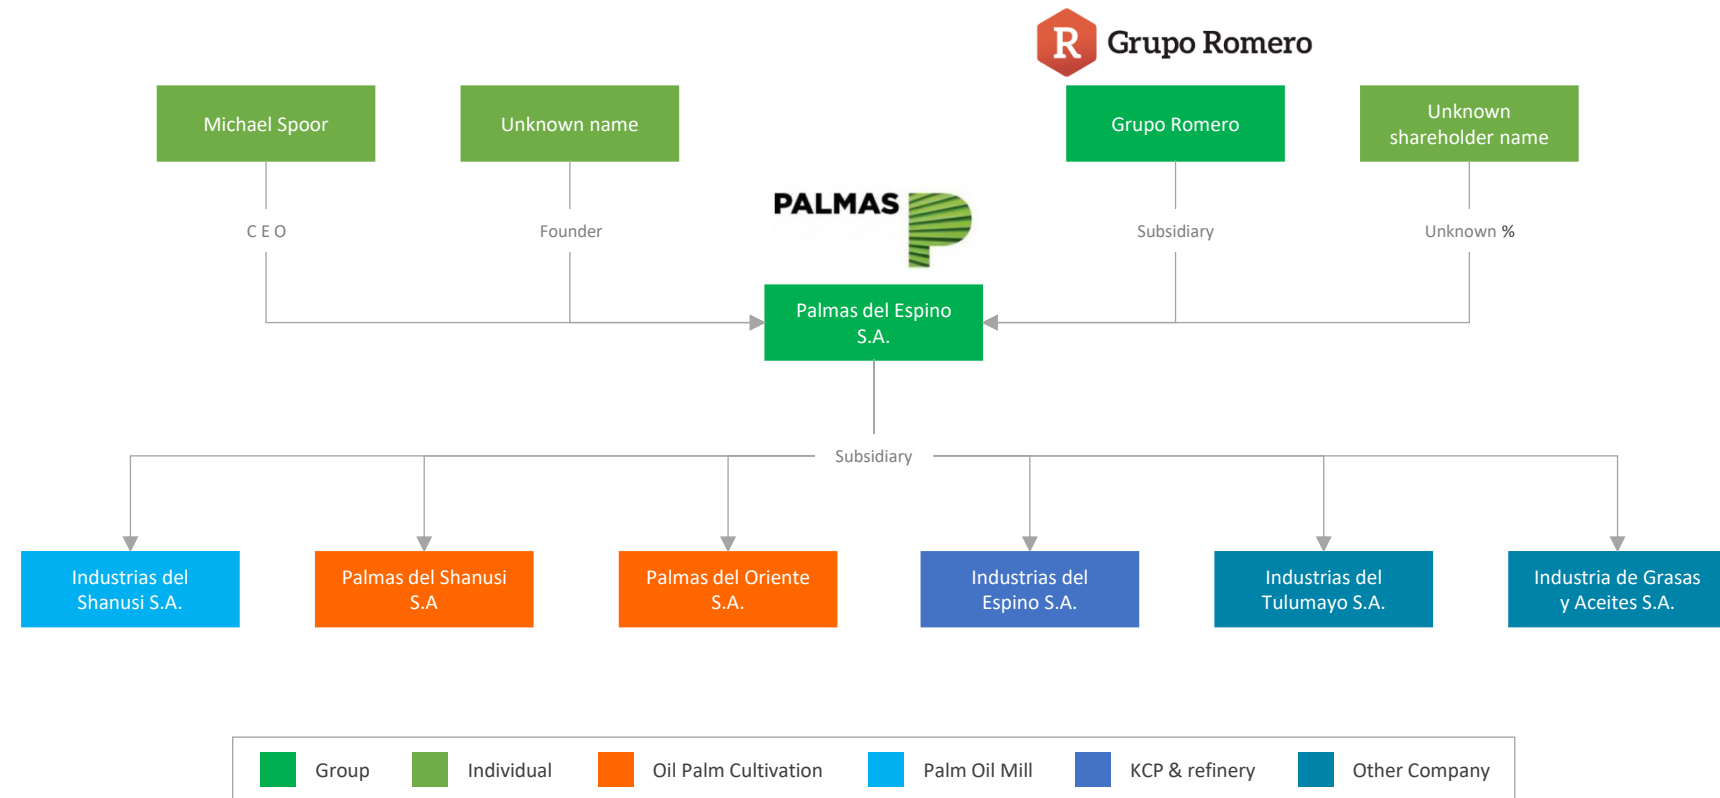 R Grupo Romero
Michael Spoor
Unknown name
Grupo Romero
Unknown
shareholder name
PALMAS
C E O
Founder
Subsidiary
Unknown %
Palmas del Espino
S.A.
Subsidiary
Industrias del
Shanusi S.A.
Palmas del Shanusi
S.A
Palmas del Oriente
S.A.
Industrias del
Espino S.A.
Industrias del
Tulumayo S.A.
Industria de Grasas
y Aceites S.A.
Group
Individual
Oil Palm Cultivation
Palm Oil Mill
KCP & refinery
Other Company